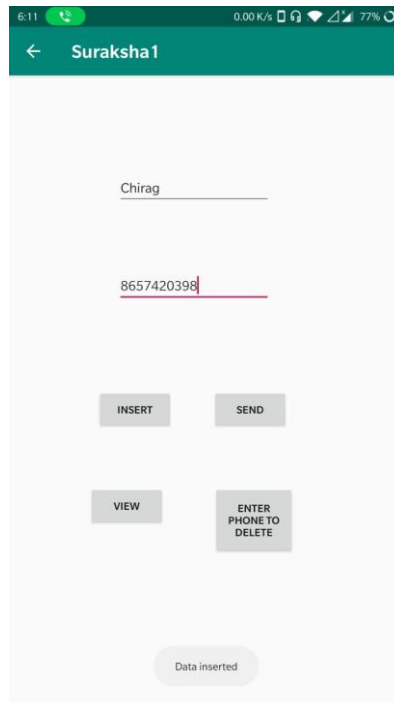 6:11 0.00 K/s 77%
Suraksha1
Chirag
8657420398
INSERT SEND
VIEW ENTER
PHONE TO
DELETE
Data inserted